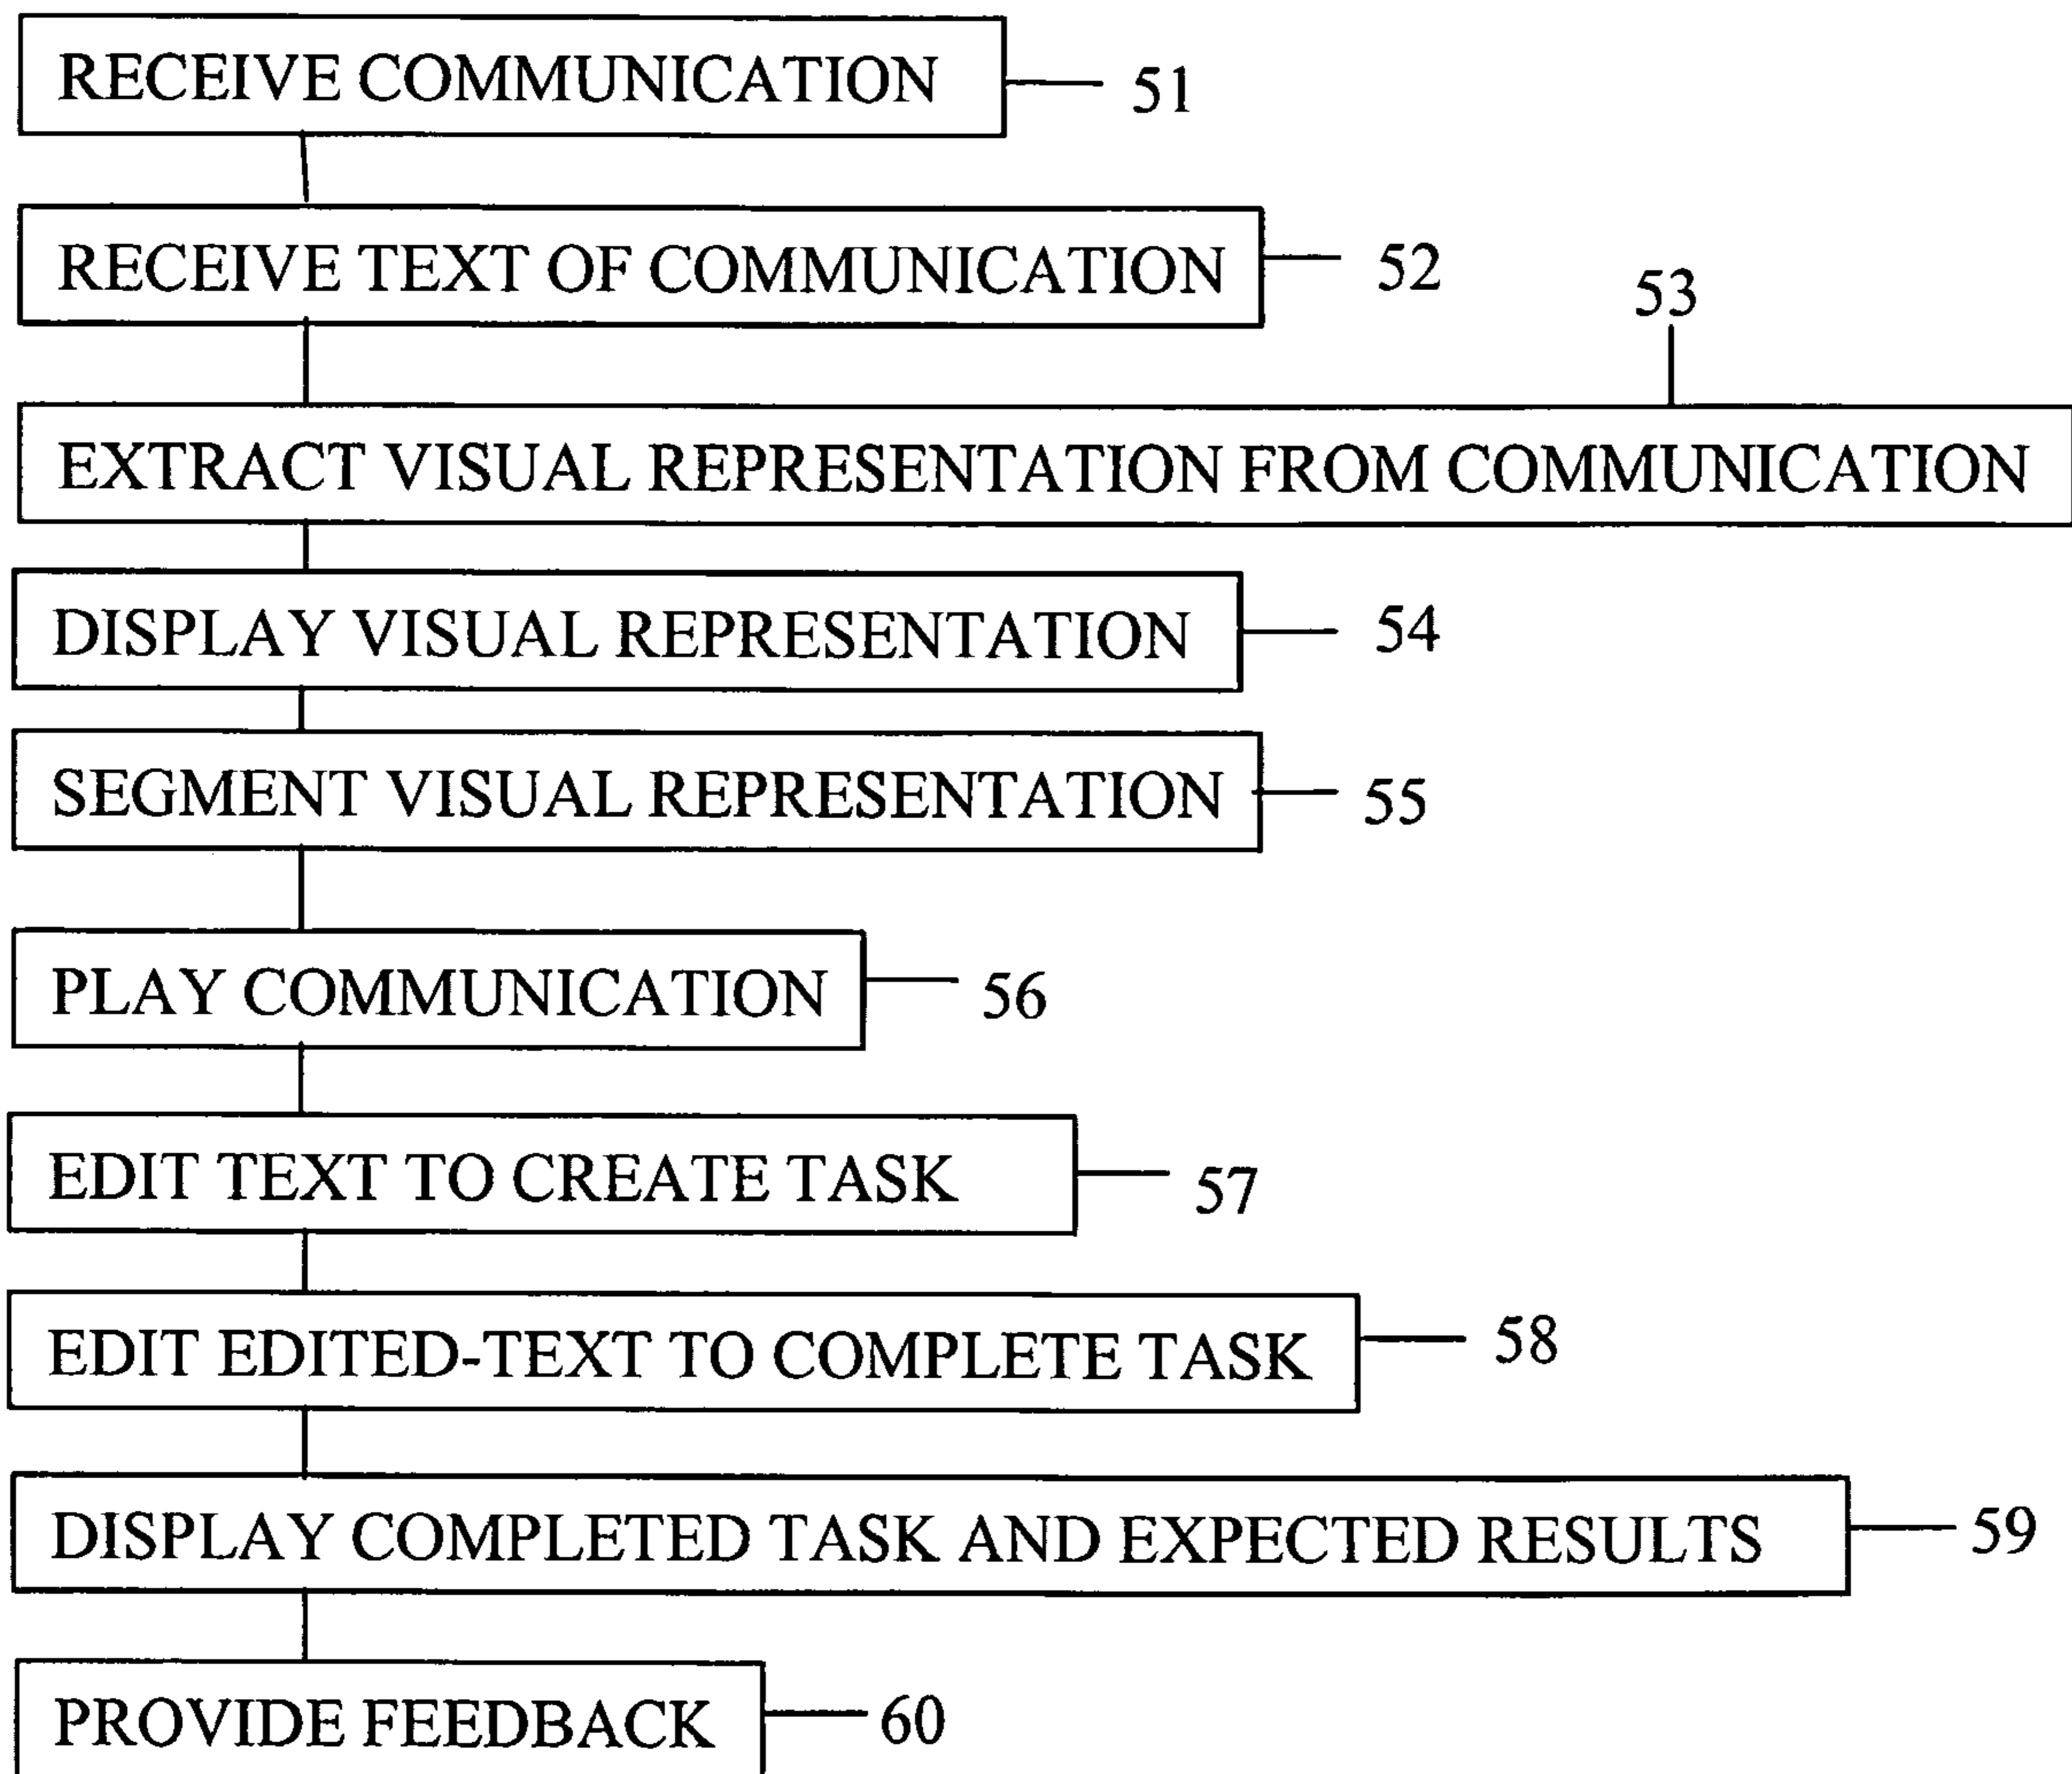 RECEIVE COMMUNICATION 51
RECEIVE TEXT OF COMMUNICATION 52
53
EXTRACT VISUAL REPRESENTATION FROM COMMUNICATION
DISPLAY VISUAL REPRESENTATION 54
SEGMENT VISUAL REPRESENTATION 55
PLAY COMMUNICATION 56
EDIT TEXT TO CREATE TASK 57
EDIT EDITED-TEXT TO COMPLETE TASK 58
DISPLAY COMPLETED TASK AND EXPECTED RESULTS 59
PROVIDE FEEDBACK 60